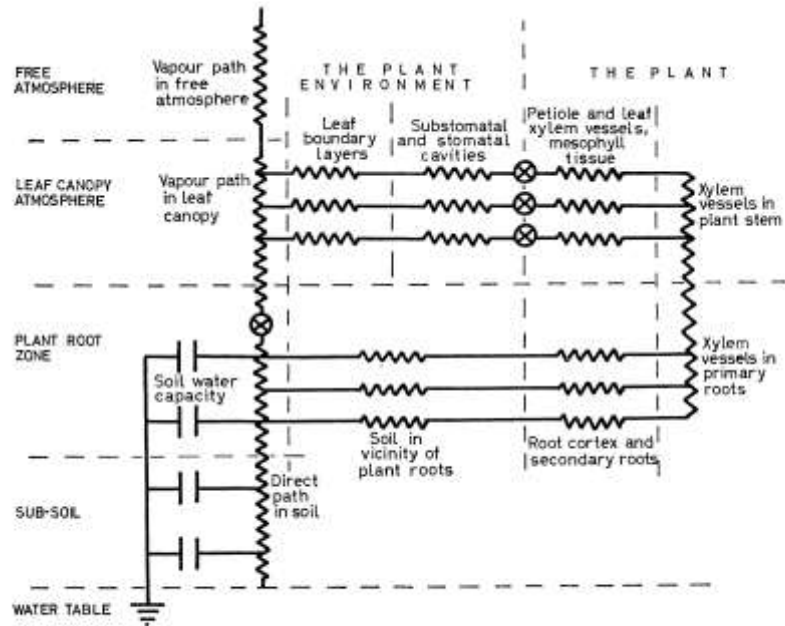 THE PLANT
ENVIRONMENT
THE PLANT
FREE
ATMOSPHERE
Vapour path
in free
atmosphere
Leaf
boundary
layers
Substomatal
and stomatal
cavities
Petiole and leaf
xylem vessels,
mesophyll
tissue
LEAF CANOPY
ATMOSPHERE
Vapour path
in leaf
canopy
Xylem
vessels in
plant stem
PLANT ROOT
ZONE
Soil water
capacity
Xylem
vessels in
primary
roots
Soil in
vicinity of
plant roots
Root cortex and
secondary roots
SUB-SOIL
Direct
path
in soil
WATER TABLE